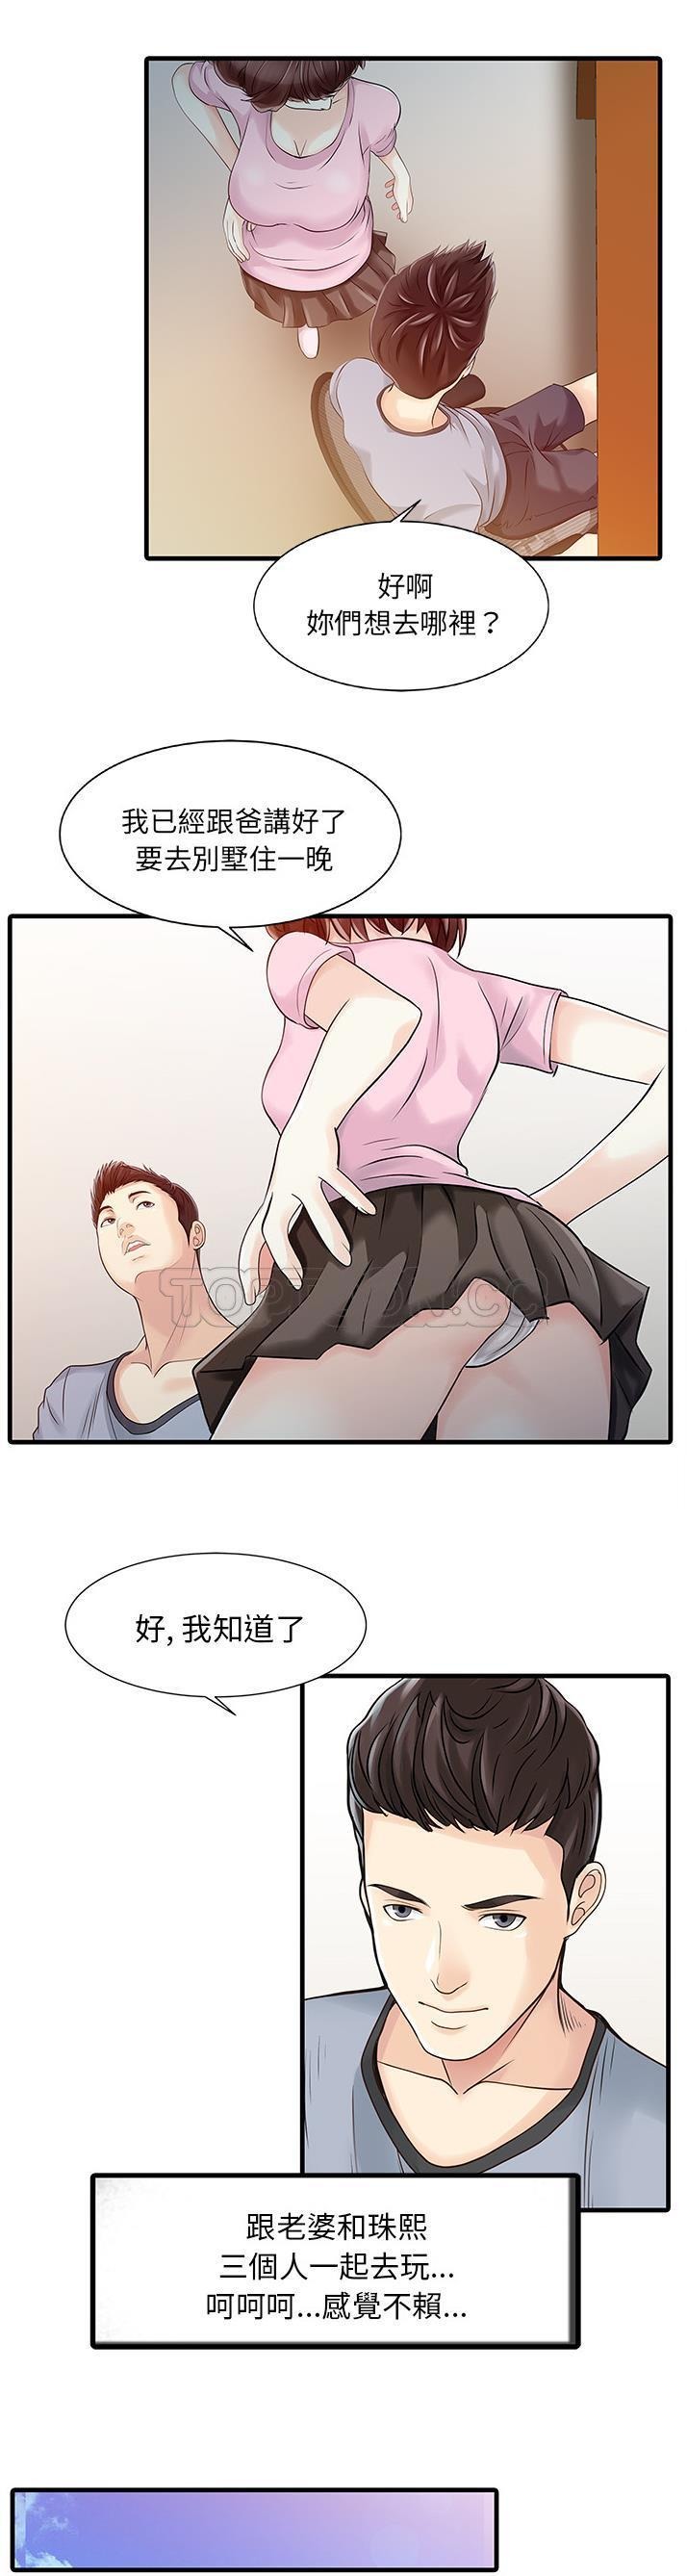 好啊
妳們想去哪裡？
我已經跟爸講好了
要去別墅住一晚
好, 我知道了
跟老婆和珠熙
三個人一起去玩...
呵呵呵...感覺不賴...